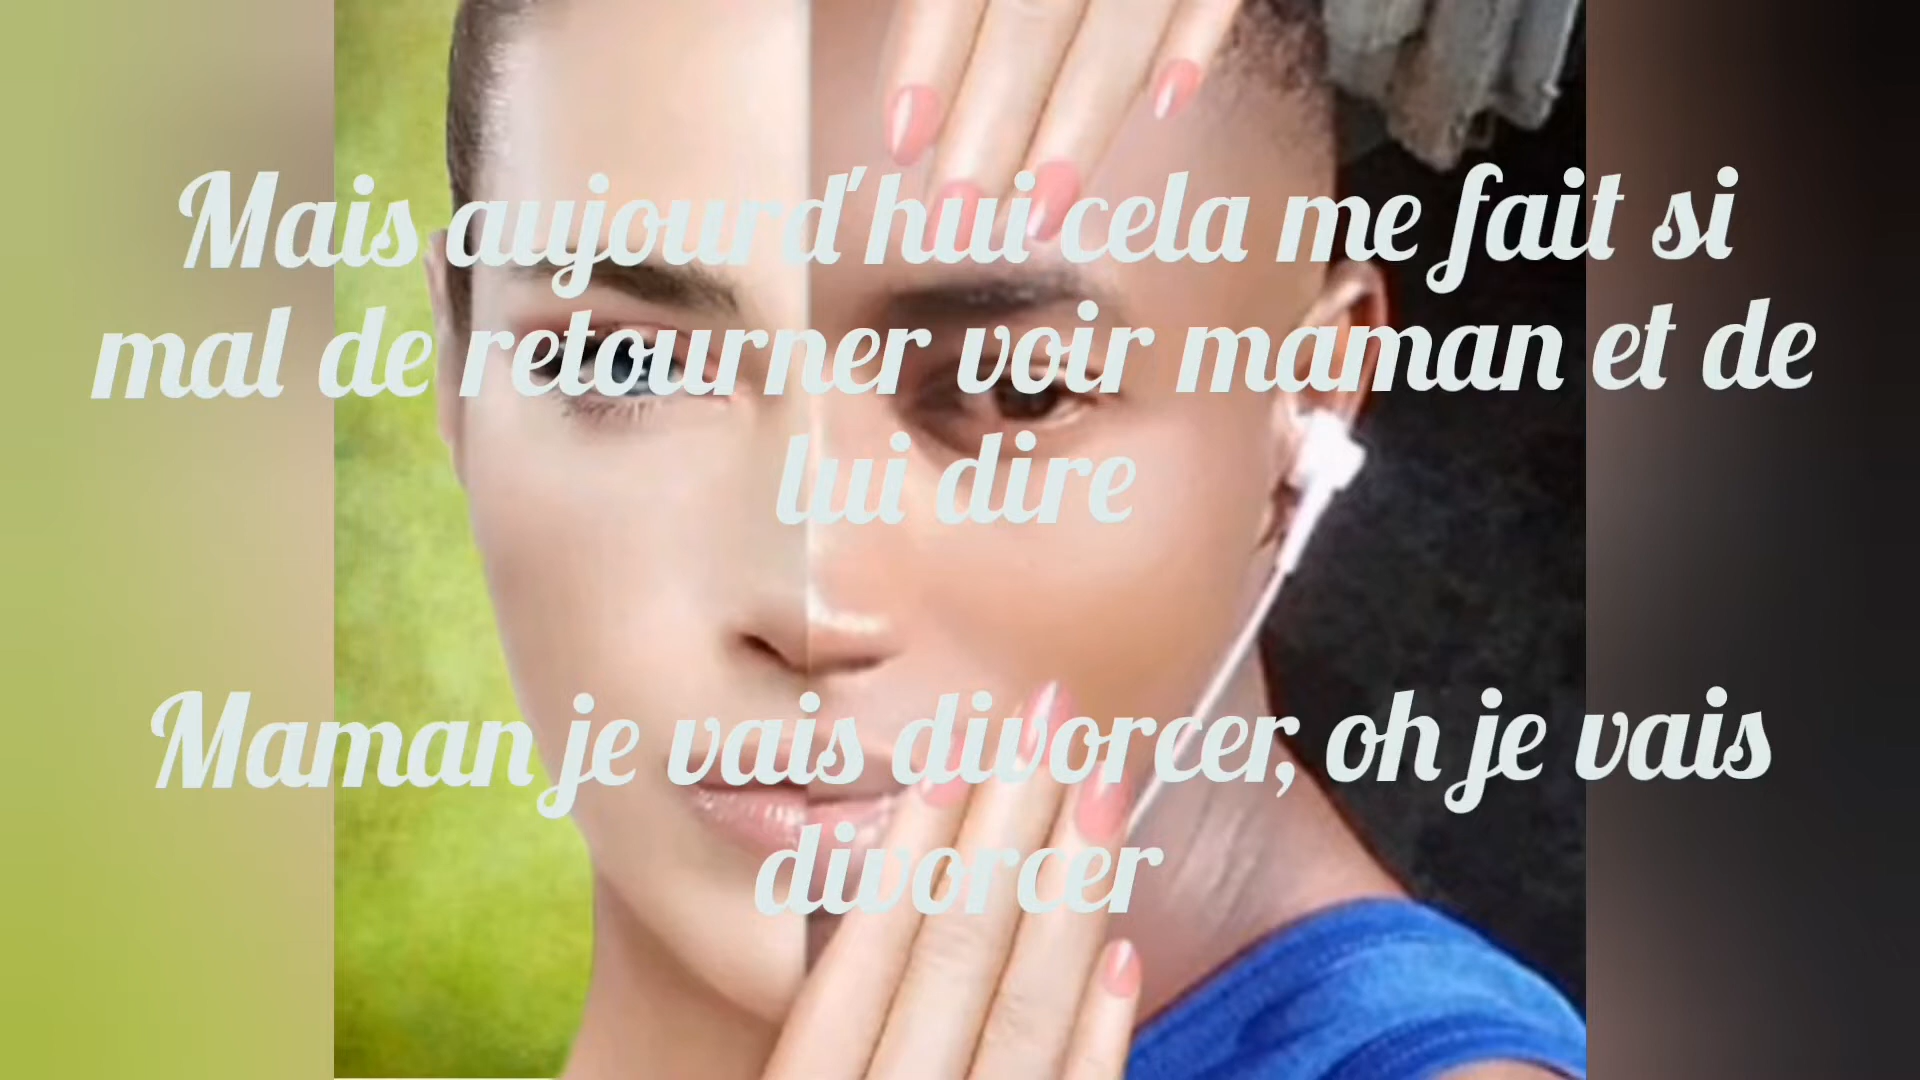 Mais aujourd'hui cela me fait si
mal de retourner voir maman et de
lui dire
Maman je vais divorcer, oh je vais
divorcer